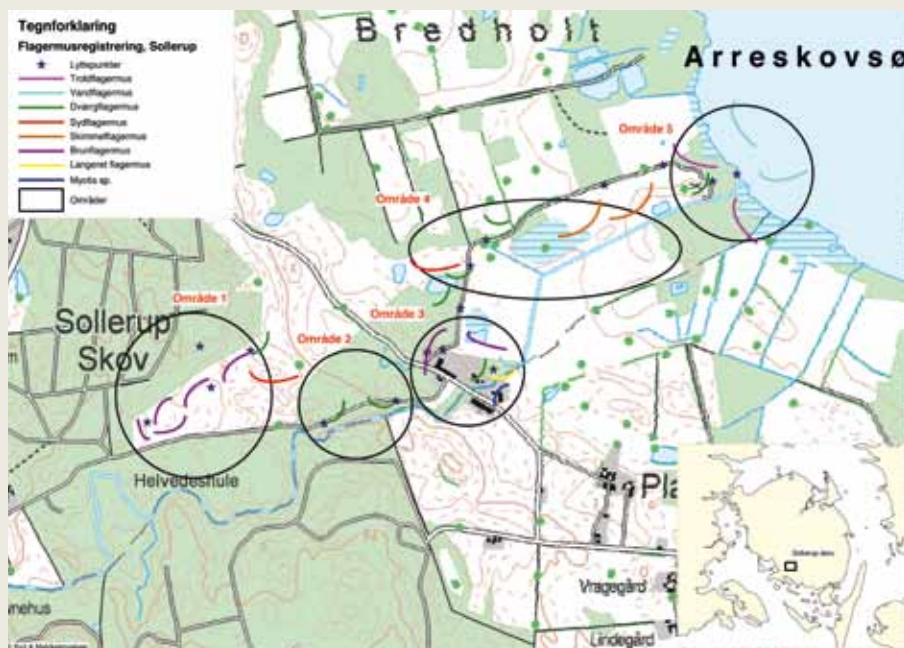 Tegnforklaring
Flagermusregistrering, Sollerup
Lyttepunkter
Troldflagermus
Vandflagermus
Dværgflagermus
Sydflagermus
Skimmelflagermus
Brunflagermus
Langøret flagermus
Myotis sp.
Områder
Bredholt
Arreskovsø
Område 5
Område 4
Område 1
Område 3
Område 2
Sollerup
Skov
Helvedeshule
Pla
Vragegård
Lindegård